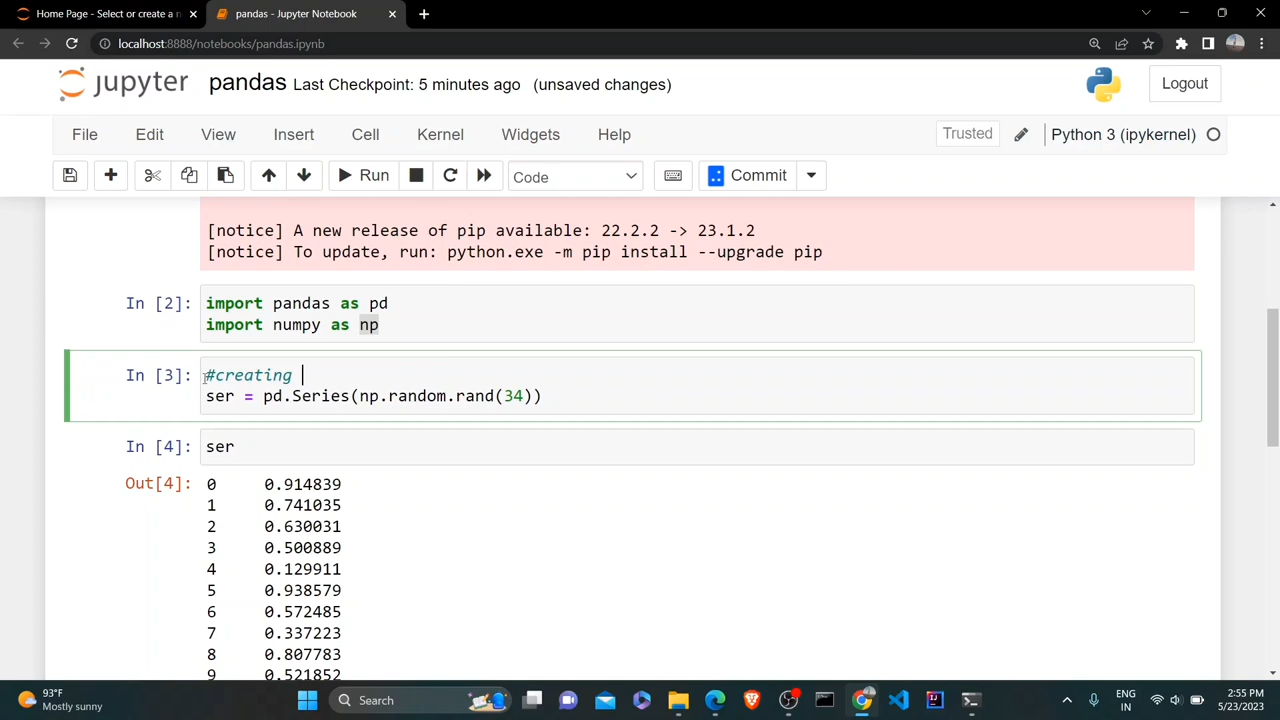 Home Page - Select or create a n
pandas - Jupyter Notebook
localhost:8888/notebooks/pandas.ipynb
jupyter pandas Last Checkpoint: 5 minutes ago (unsaved changes) Logout
File Edit View Insert Cell Kernel Widgets Help Trusted Python 3 (ipykernel)
Run Code Commit
[notice] A new release of pip available: 22.2.2 -> 23.1.2
[notice] To update, run: python.exe -m pip install --upgrade pip
In [2]: import pandas as pd
import numpy as np
In [3]: #creating
ser = pd.Series(np.random.rand(34))
In [4]: ser
Out[4]: 0 0.914839
1 0.741035
2 0.630031
3 0.500889
4 0.129911
5 0.938579
6 0.572485
7 0.337223
8 0.807783
9 0.521852
93°F
Mostly sunny
Search
ENG
IN
2:55 PM
5/23/2023